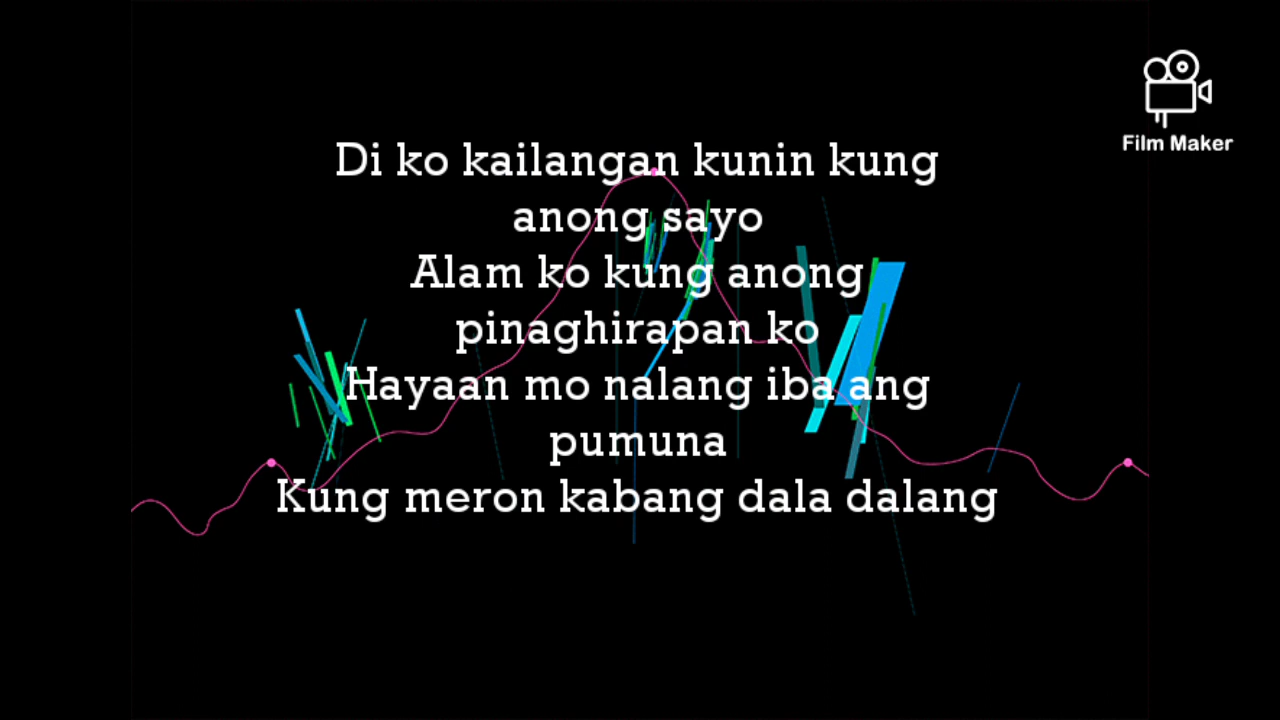 Film Maker
Di ko kailangan kunin kung
anong sayo
Alam ko kung anong
pinaghirapan ko
Hayaan mo nalang iba ang
pumuna
Kung meron kabang dala dalang